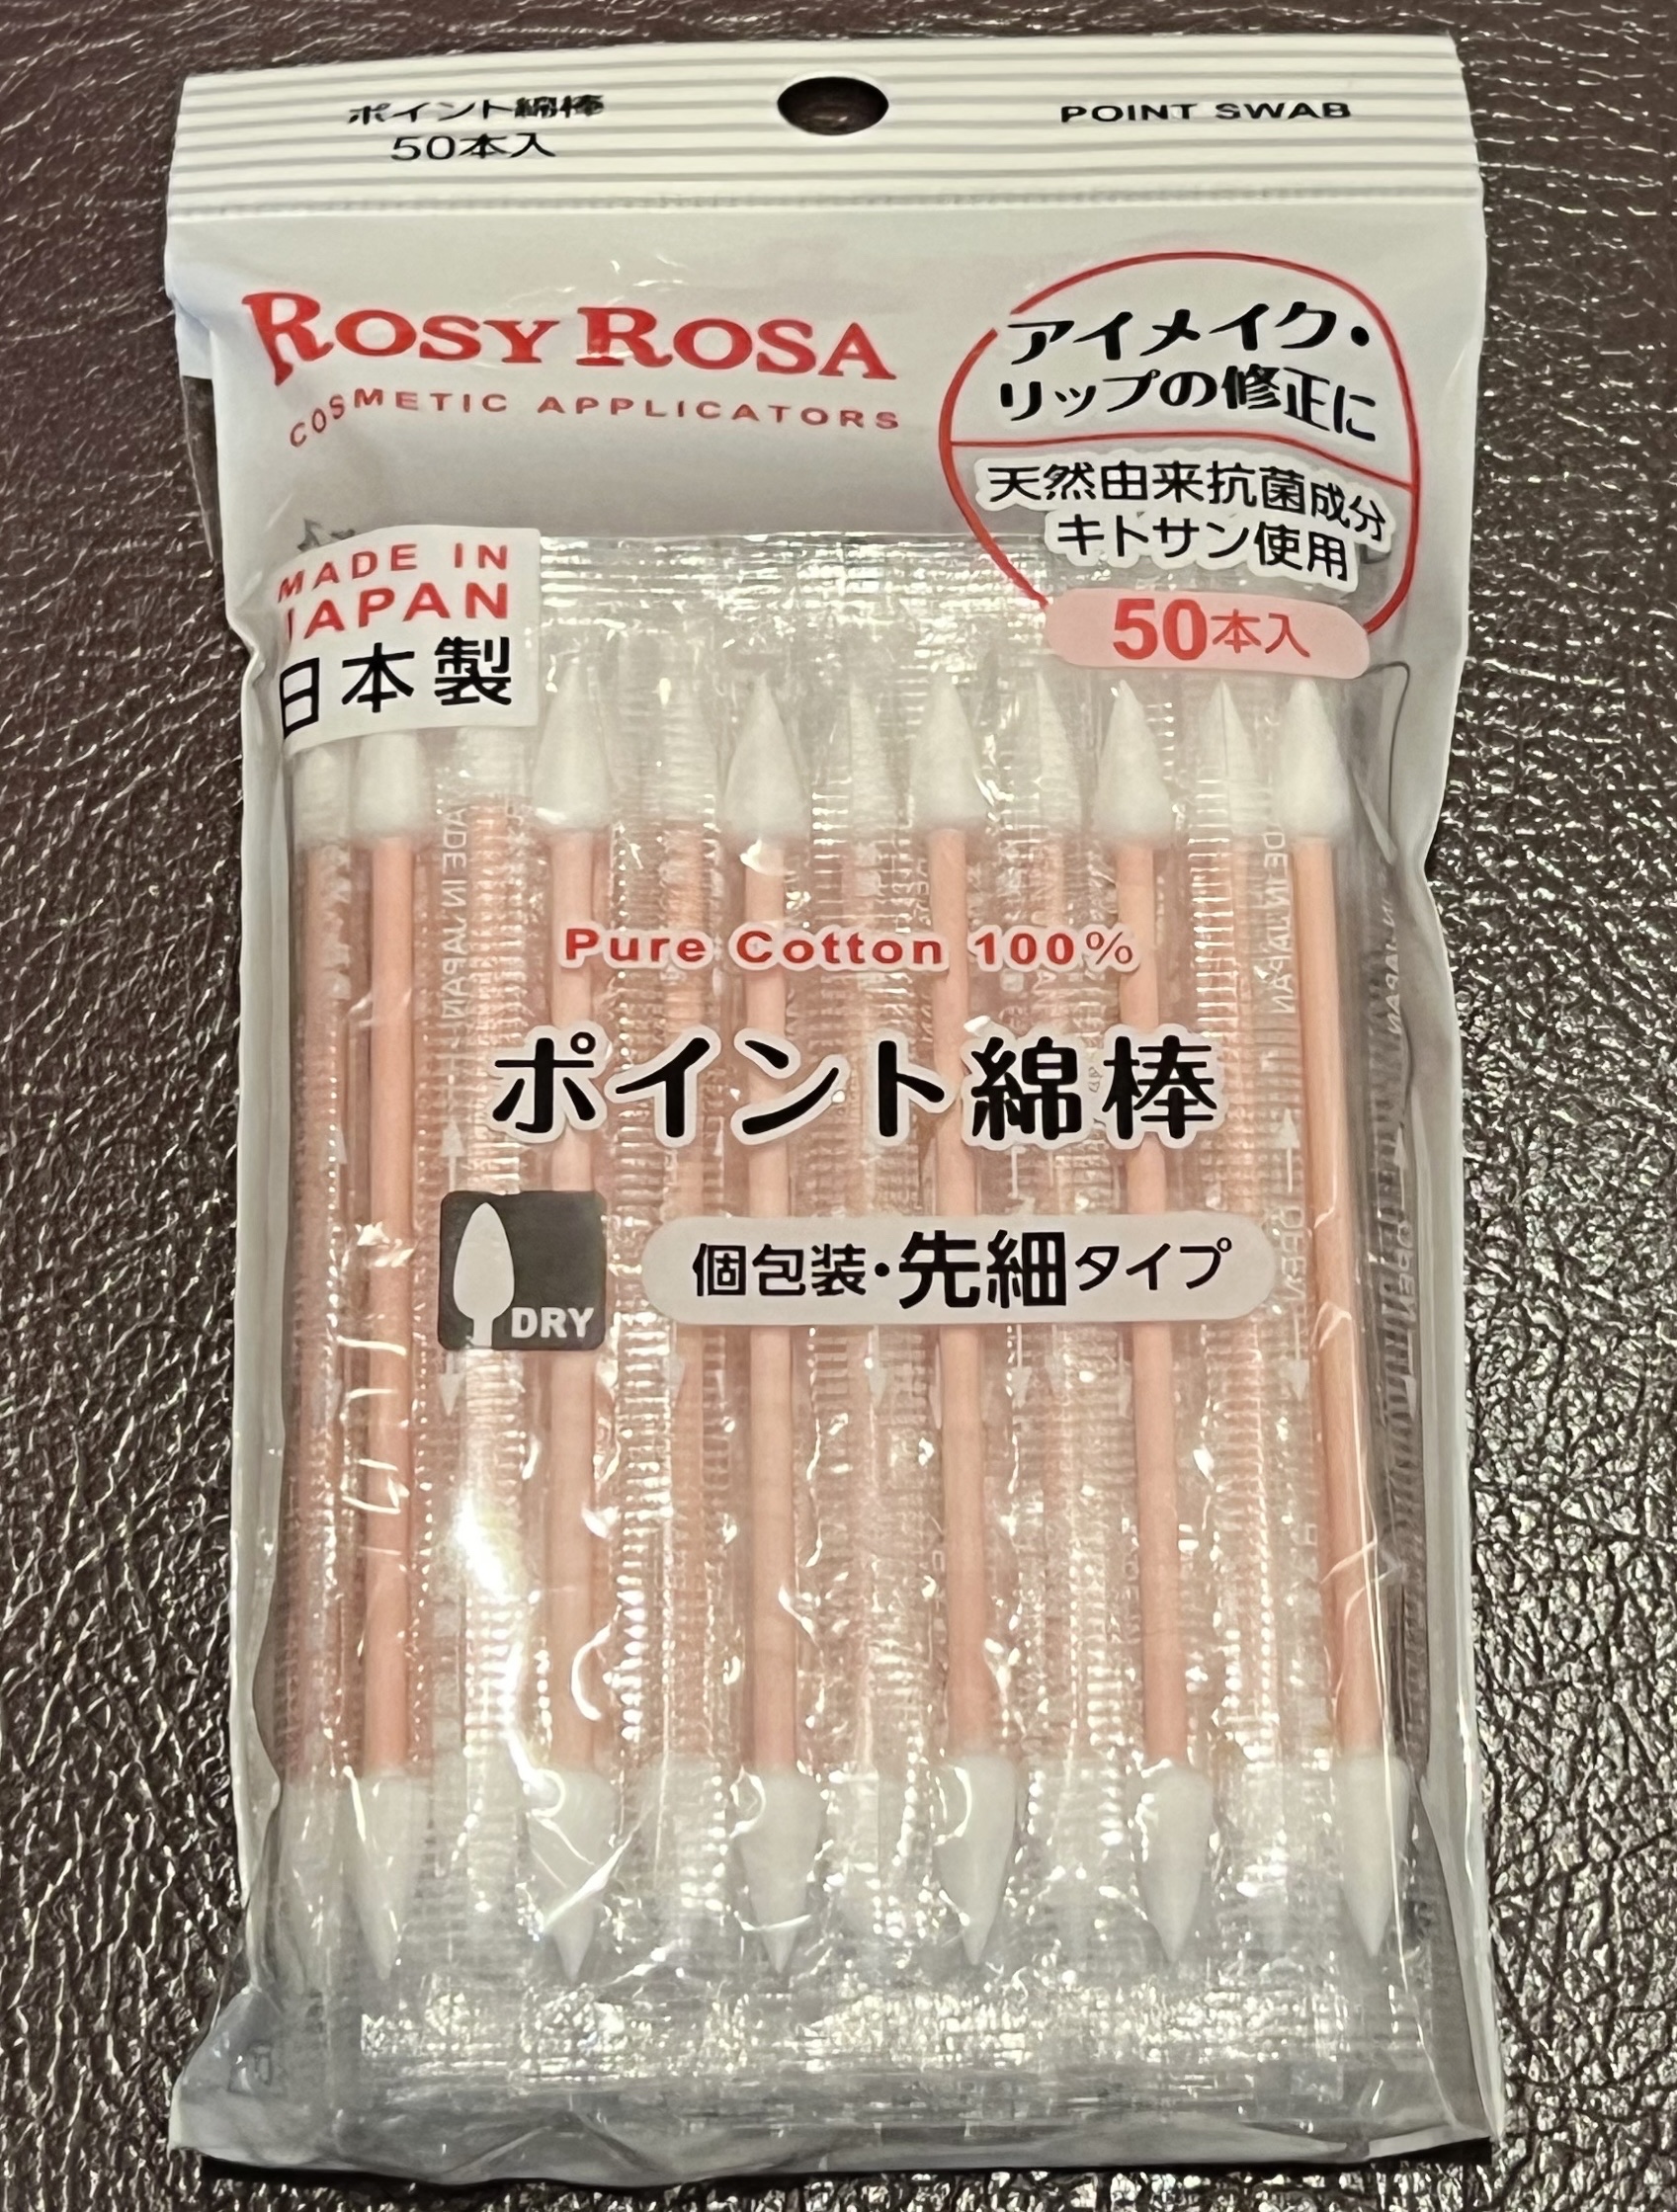 ポイント綿棒
50本入
POINT SWAB
ROSY ROSA
COSMETIC APPLICATORS
アイメイク・
リップの修正に
天然由来抗菌成分
キトサン使用
50本入
MADE IN
JAPAN
日本製
Pure Cotton 100%
ポイント綿棒
DRY
個包装・先細タイプ
MADE IN JAPAN